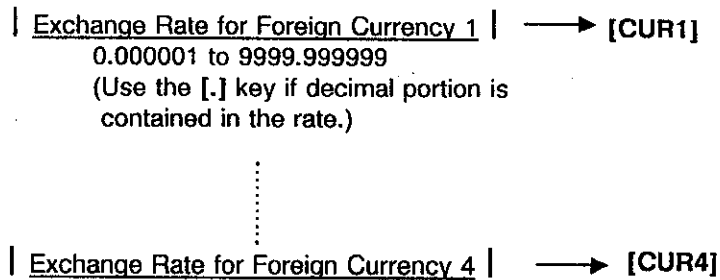 | Exchange Rate for Foreign Currency 1 | → [CUR1]
0.000001 to 9999.999999
(Use the [.] key if decimal portion is
contained in the rate.)
| Exchange Rate for Foreign Currency 4 | → [CUR4]